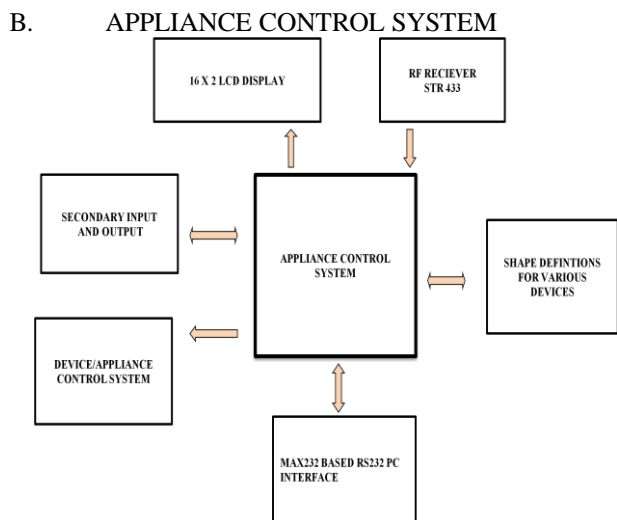 B. APPLIANCE CONTROL SYSTEM
16 X 2 LCD DISPLAY
RF RECIEVER
STR 433
SECONDARY INPUT
AND OUTPUT
APPLIANCE CONTROL
SYSTEM
SHAPE DEFINTIONS
FOR VARIOUS
DEVICES
DEVICE/APPLIANCE
CONTROL SYSTEM
MAX232 BASED RS232 PC
INTERFACE